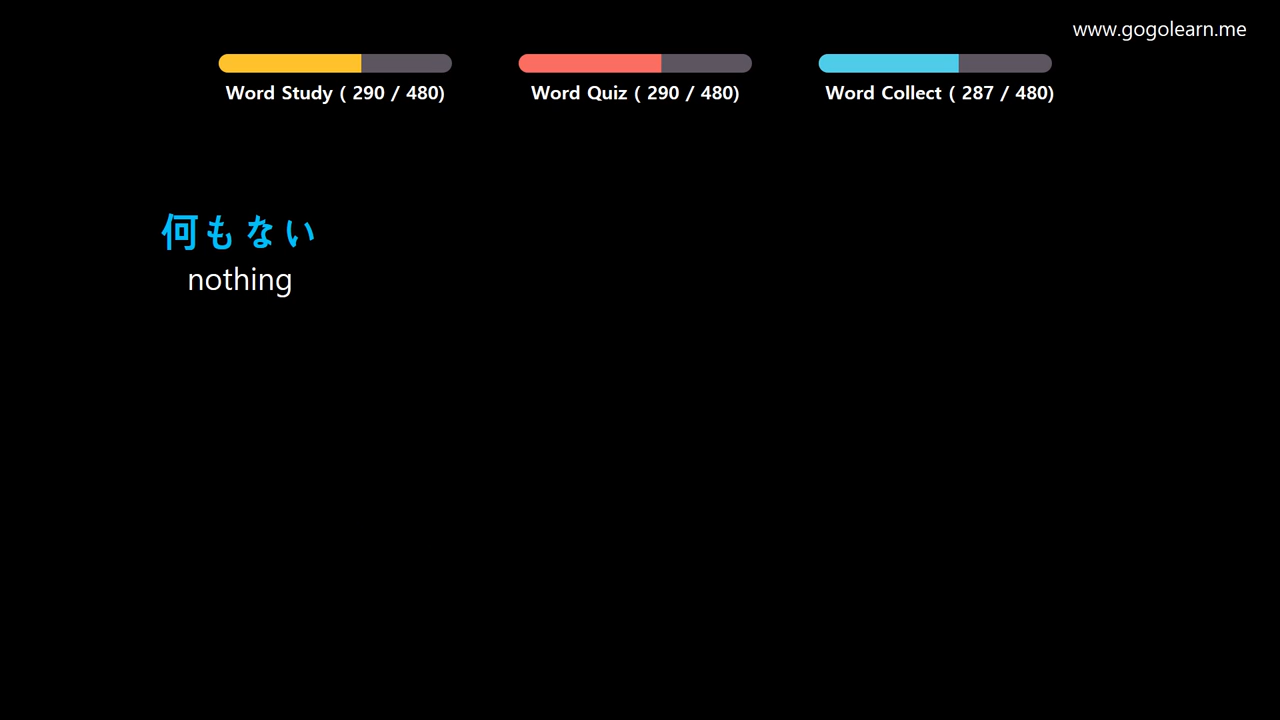 www.gogolearn.me
Word Study ( 290 / 480)
Word Quiz ( 290 / 480)
Word Collect ( 287 / 480)
何もない
nothing